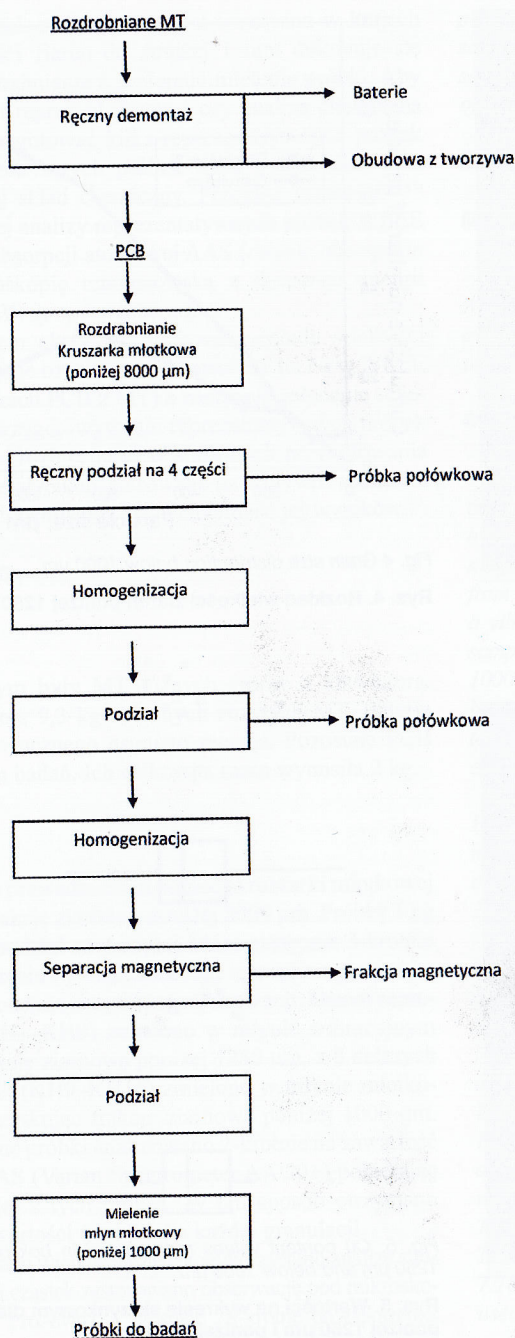 Rozdrobniane MT
Ręczny demontaż
Baterie
Obudowa z tworzywa
PCB
Rozdrabnianie
Kruszarka młotkowa
(poniżej 8000 µm)
Ręczny podział na 4 części
Próbka połówkowa
Homogenizacja
Podział
Próbka połówkowa
Homogenizacja
Separacja magnetyczna
Frakcja magnetyczna
Podział
Mielenie
młyn młotkowy
(poniżej 1000 µm)
Próbki do badań